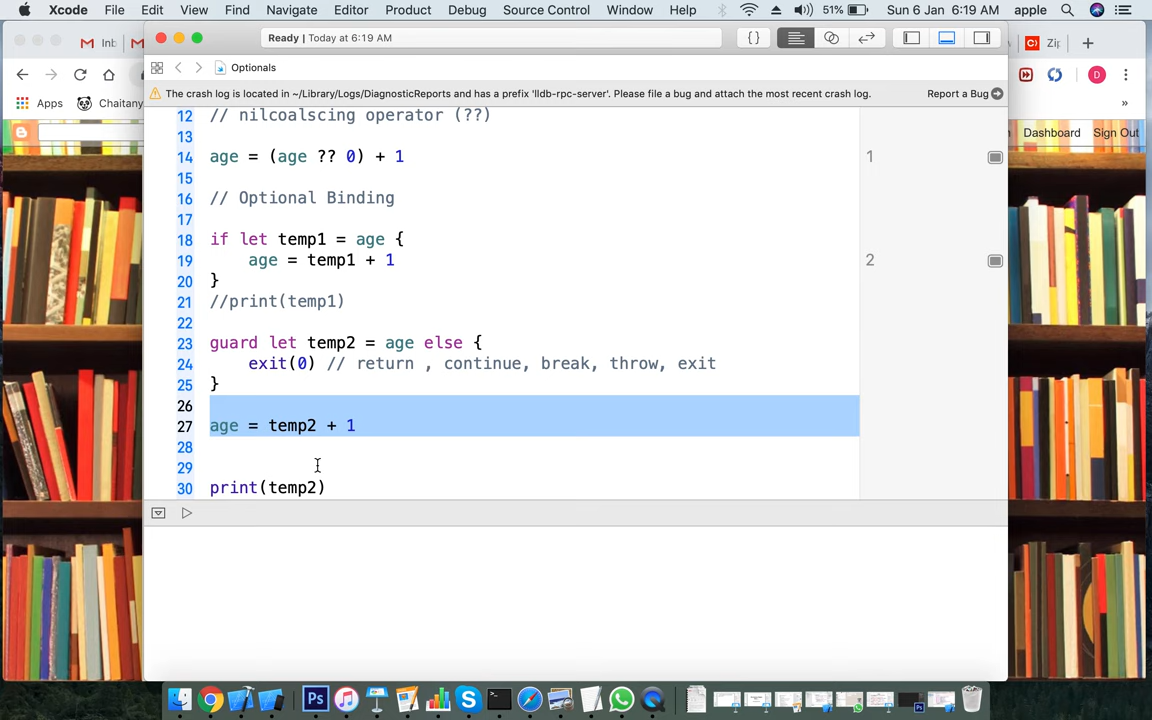 Xcode File Edit View Find Navigate Editor Product Debug Source Control Window Help 51% Sun 6 Jan 6:19 AM apple
Ready | Today at 6:19 AM
Zip
Optionals
Apps Chaitany
The crash log is located in ~/Library/Logs/DiagnosticReports and has a prefix 'lldb-rpc-server'. Please file a bug and attach the most recent crash log. Report a Bug
Dashboard Sign Out
12 // nilcoalscing operator (??)
13
14 age = (age ?? 0) + 1 1
15
16 // Optional Binding
17
18 if let temp1 = age {
19 age = temp1 + 1 2
20 }
21 //print(temp1)
22
23 guard let temp2 = age else {
24 exit(0) // return , continue, break, throw, exit
25 }
26
27 age = temp2 + 1
28
29
30 print(temp2)